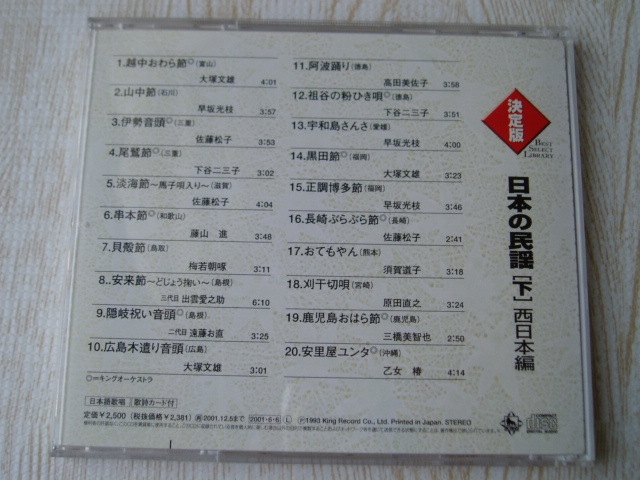 1.越中おわら節◎(富山)
大塚文雄 4:01
2.山中節(石川)
早坂光枝 3:57
3.伊勢音頭◎(三重)
佐藤松子 3:53
4.尾鷲節◎(三重)
下谷二三子 3:02
5.淡海節〜馬子唄入り〜(滋賀)
佐藤松子 4:04
6.串本節◎(和歌山)
藤山 進 3:48
7.貝殻節(鳥取)
梅若朝啄 3:11
8..安来節〜どじょう掬い〜(島根)
三代目 出雲愛之助 6:10
9.隠岐祝い音頭◎(島根)
二代目 遠藤お直 3:25
10.広島木遣り音頭(広島)
大塚文雄 3:01
◎=キングオーケストラ
11.阿波踊り(徳島)
高田美佐子 3:58
12.祖谷の粉ひき唄◎(徳島)
下谷二三子 3:51
13.宇和島さんさ(愛媛)
早坂光枝 4:00
14.黒田節◎(福岡)
大塚文雄 3:23
15.正調博多節(福岡)
早坂光枝 3:46
16.長崎ぶらぶら節◎(長崎)
佐藤松子 2:41
17.おてもやん(熊本)
須賀道子 3:18
18.刈干切唄(宮崎)
原田直之 3:24
19.鹿児島おはら節◎(鹿児島)
三橋美智也 2:50
20.安里屋ユンタ◎(沖縄)
乙女 椿 4:14
決定版
BEST
SELECT
LIBRARY
日本の民謡[下]西日本編
日本語歌唱 歌詩カード付
定価¥2,500(税抜価格¥2,381) 2001.12.5まで 2001-6-6 L Ⓟ1993 King Record Co., Ltd. Printed in Japan. STEREO